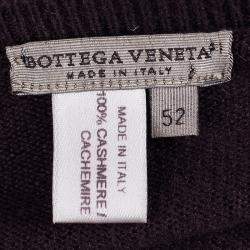 BOTTEGA VENETA
MADE IN ITALY
52
MADE IN ITALY
100% CASHMERE /
CACHEMIRE